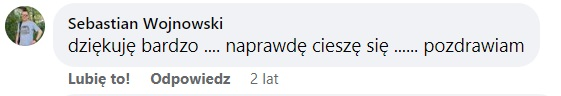 Sebastian Wojnowski
dziękuję bardzo .... naprawdę cieszę się ...... pozdrawiam
Lubię to! Odpowiedz 2 lat